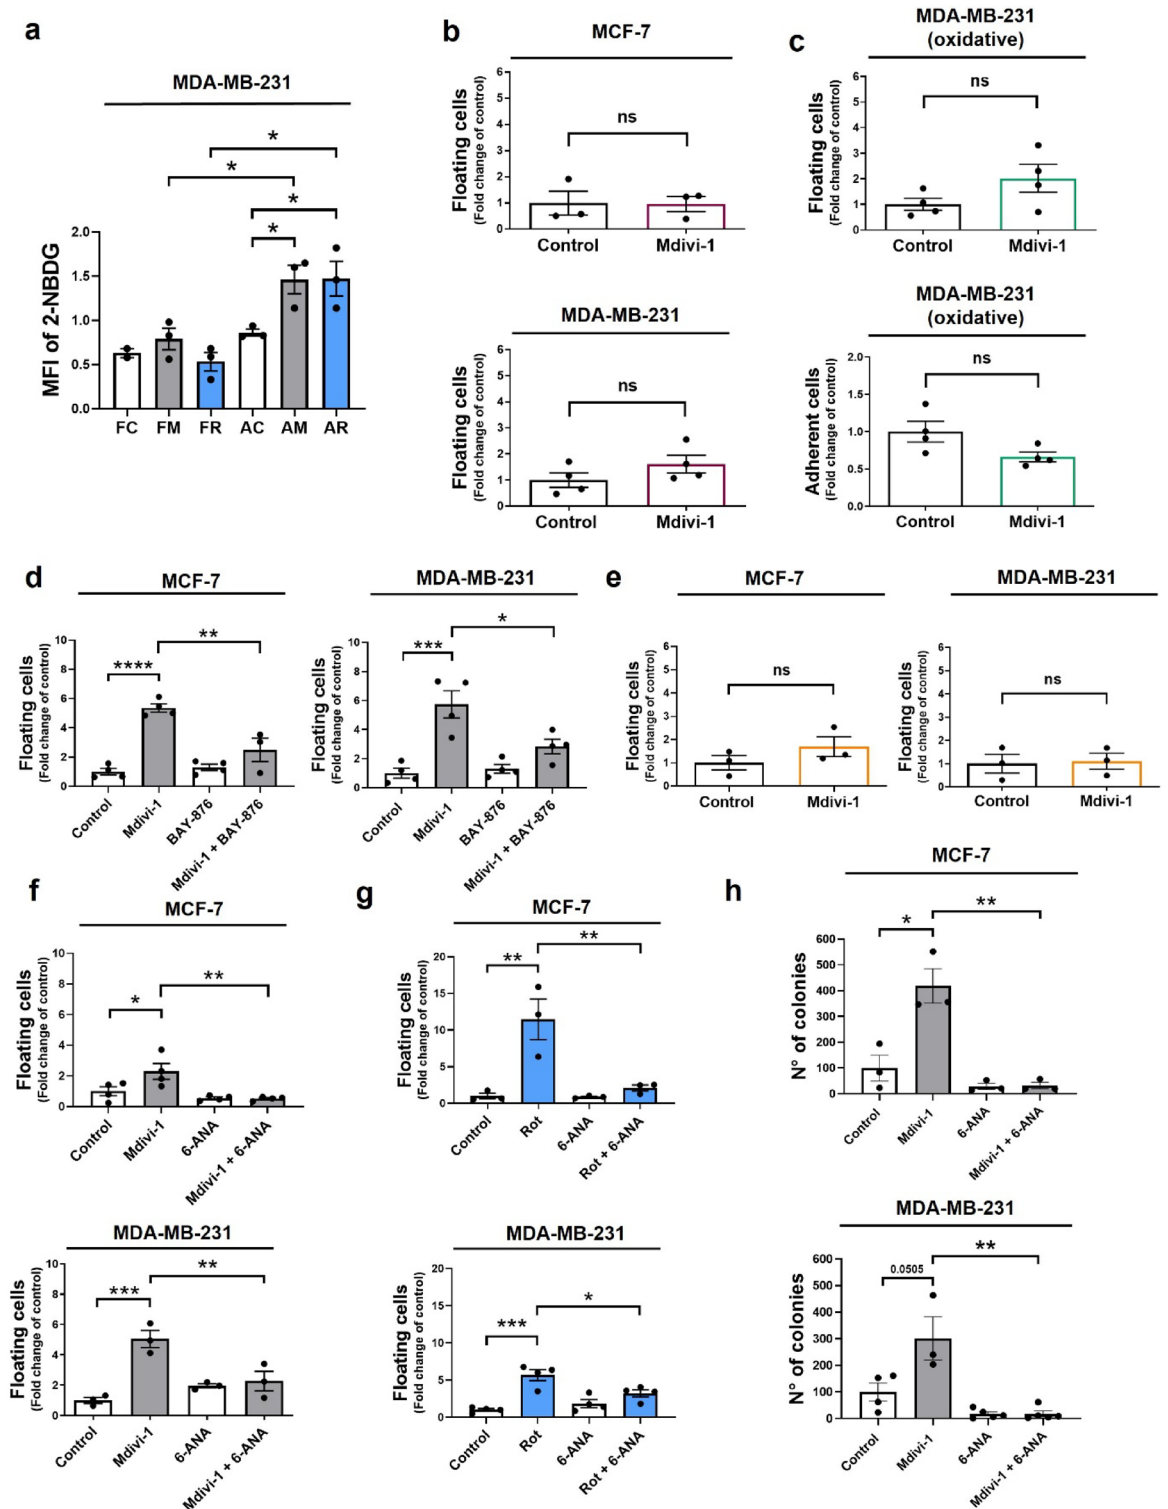 a
MDA-MB-231
*
*
*
*
MFI of 2-NBDG
2.0
1.5
1.0
0.5
0.0
FC FM FR AC AM AR
b
MCF-7
Floating cells
(Fold change of control)
6
5
4
3
2
1
0
ns
Control Mdivi-1
MDA-MB-231
Floating cells
(Fold change of control)
6
5
4
3
2
1
0
ns
Control Mdivi-1
c
MDA-MB-231
(oxidative)
Floating cells
(Fold change of control)
6
5
4
3
2
1
0
ns
Control Mdivi-1
MDA-MB-231
(oxidative)
Adherent cells
(Fold change of control)
2.0
1.5
1.0
0.5
0.0
ns
Control Mdivi-1
d
MCF-7
Floating cells
(Fold change of control)
10
8
6
4
2
0
****
**
Control
Mdivi-1
BAY-876
Mdivi-1 + BAY-876
MDA-MB-231
Floating cells
(Fold change of control)
10
8
6
4
2
0
***
*
Control
Mdivi-1
BAY-876
Mdivi-1 + BAY-876
e
MCF-7
Floating cells
(Fold change of control)
6
5
4
3
2
1
0
ns
Control Mdivi-1
MDA-MB-231
Floating cells
(Fold change of control)
6
5
4
3
2
1
0
ns
Control Mdivi-1
f
MCF-7
Floating cells
(Fold change of control)
10
8
6
4
2
0
*
**
Control
Mdivi-1
6-ANA
Mdivi-1 + 6-ANA
MDA-MB-231
Floating cells
(Fold change of control)
10
8
6
4
2
0
***
**
Control
Mdivi-1
6-ANA
Mdivi-1 + 6-ANA
g
MCF-7
Floating cells
(Fold change of control)
20
15
10
5
0
**
**
Control
Rot
6-ANA
Rot + 6-ANA
MDA-MB-231
Floating cells
(Fold change of control)
20
15
10
5
0
***
*
Control
Rot
6-ANA
Rot + 6-ANA
h
MCF-7
N° of colonies
600
500
400
300
200
100
0
*
**
Control
Mdivi-1
6-ANA
Mdivi-1 + 6-ANA
MDA-MB-231
N° of colonies
600
500
400
300
200
100
0
0.0505
**
Control
Mdivi-1
6-ANA
Mdivi-1 + 6-ANA